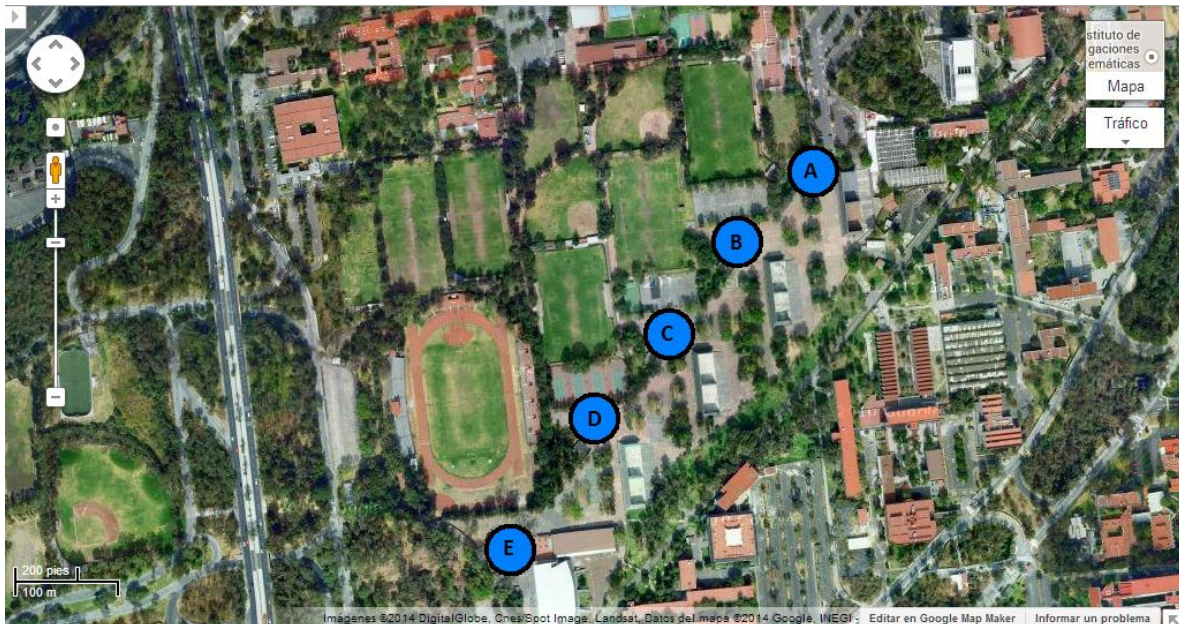 stituto de
gaciones
emáticas
Mapa
Tráfico
A
B
C
D
E
200 pies
100 m
Imágenes ©2014 DigitalGlobe, Cnes/Spot Image, Landsat, Datos del mapa ©2014 Google, INEGI -
Editar en Google Map Maker
Informar un problema